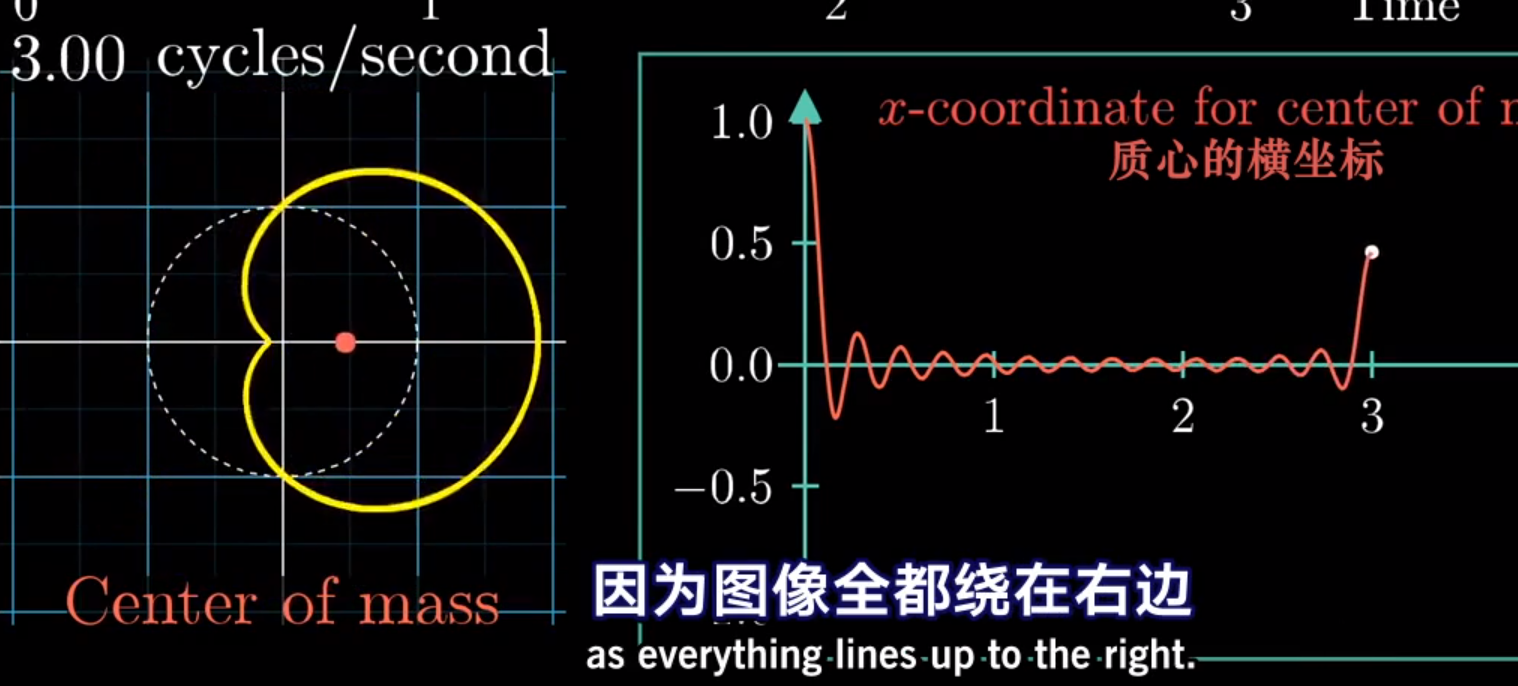 0 1 2 3 Time
3.00 cycles/second
x-coordinate for center of
质心的横坐标
1.0
0.5
0.0
1 2 3
−0.5
Center of mass
因为图像全都绕在右边
as everything lines up to the right.